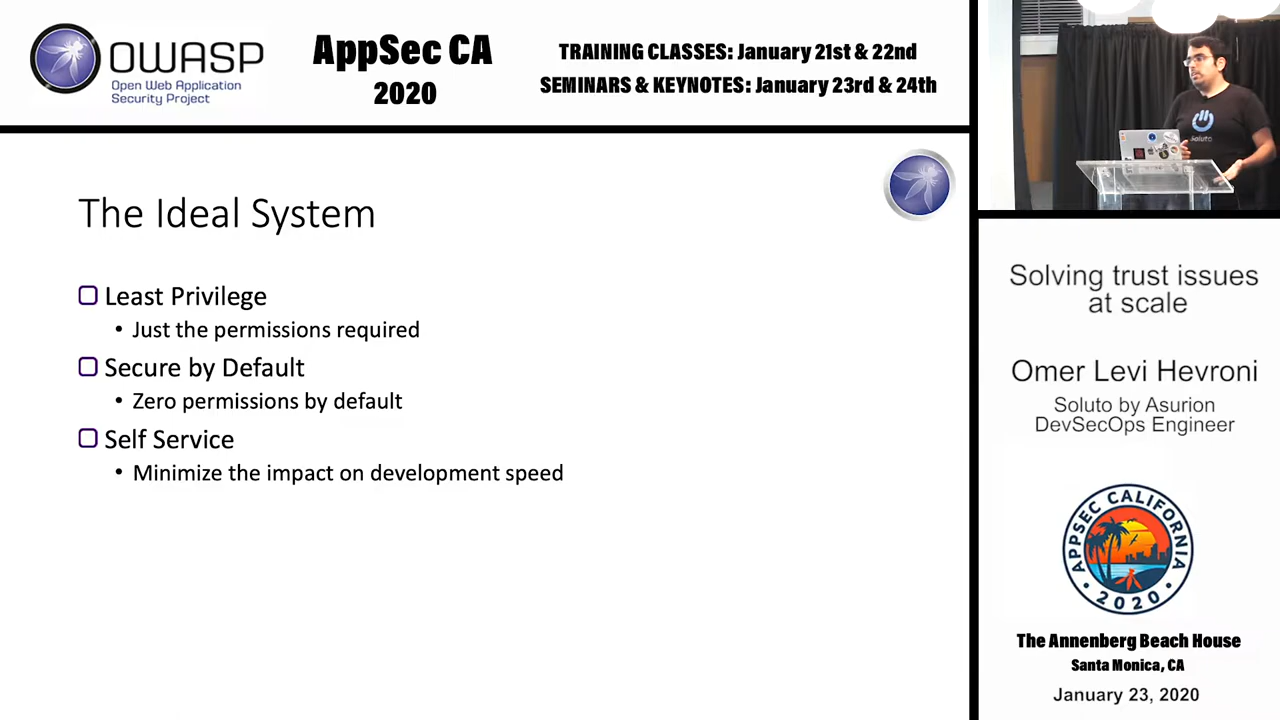 OWASP
Open Web Application
Security Project
AppSec CA
2020
TRAINING CLASSES: January 21st & 22nd
SEMINARS & KEYNOTES: January 23rd & 24th
The Ideal System
Least Privilege
• Just the permissions required
Secure by Default
• Zero permissions by default
Self Service
• Minimize the impact on development speed
soluto
Solving trust issues
at scale
Omer Levi Hevroni
Soluto by Asurion
DevSecOps Engineer
APPSEC CALIFORNIA
• 2020 •
The Annenberg Beach House
Santa Monica, CA
January 23, 2020